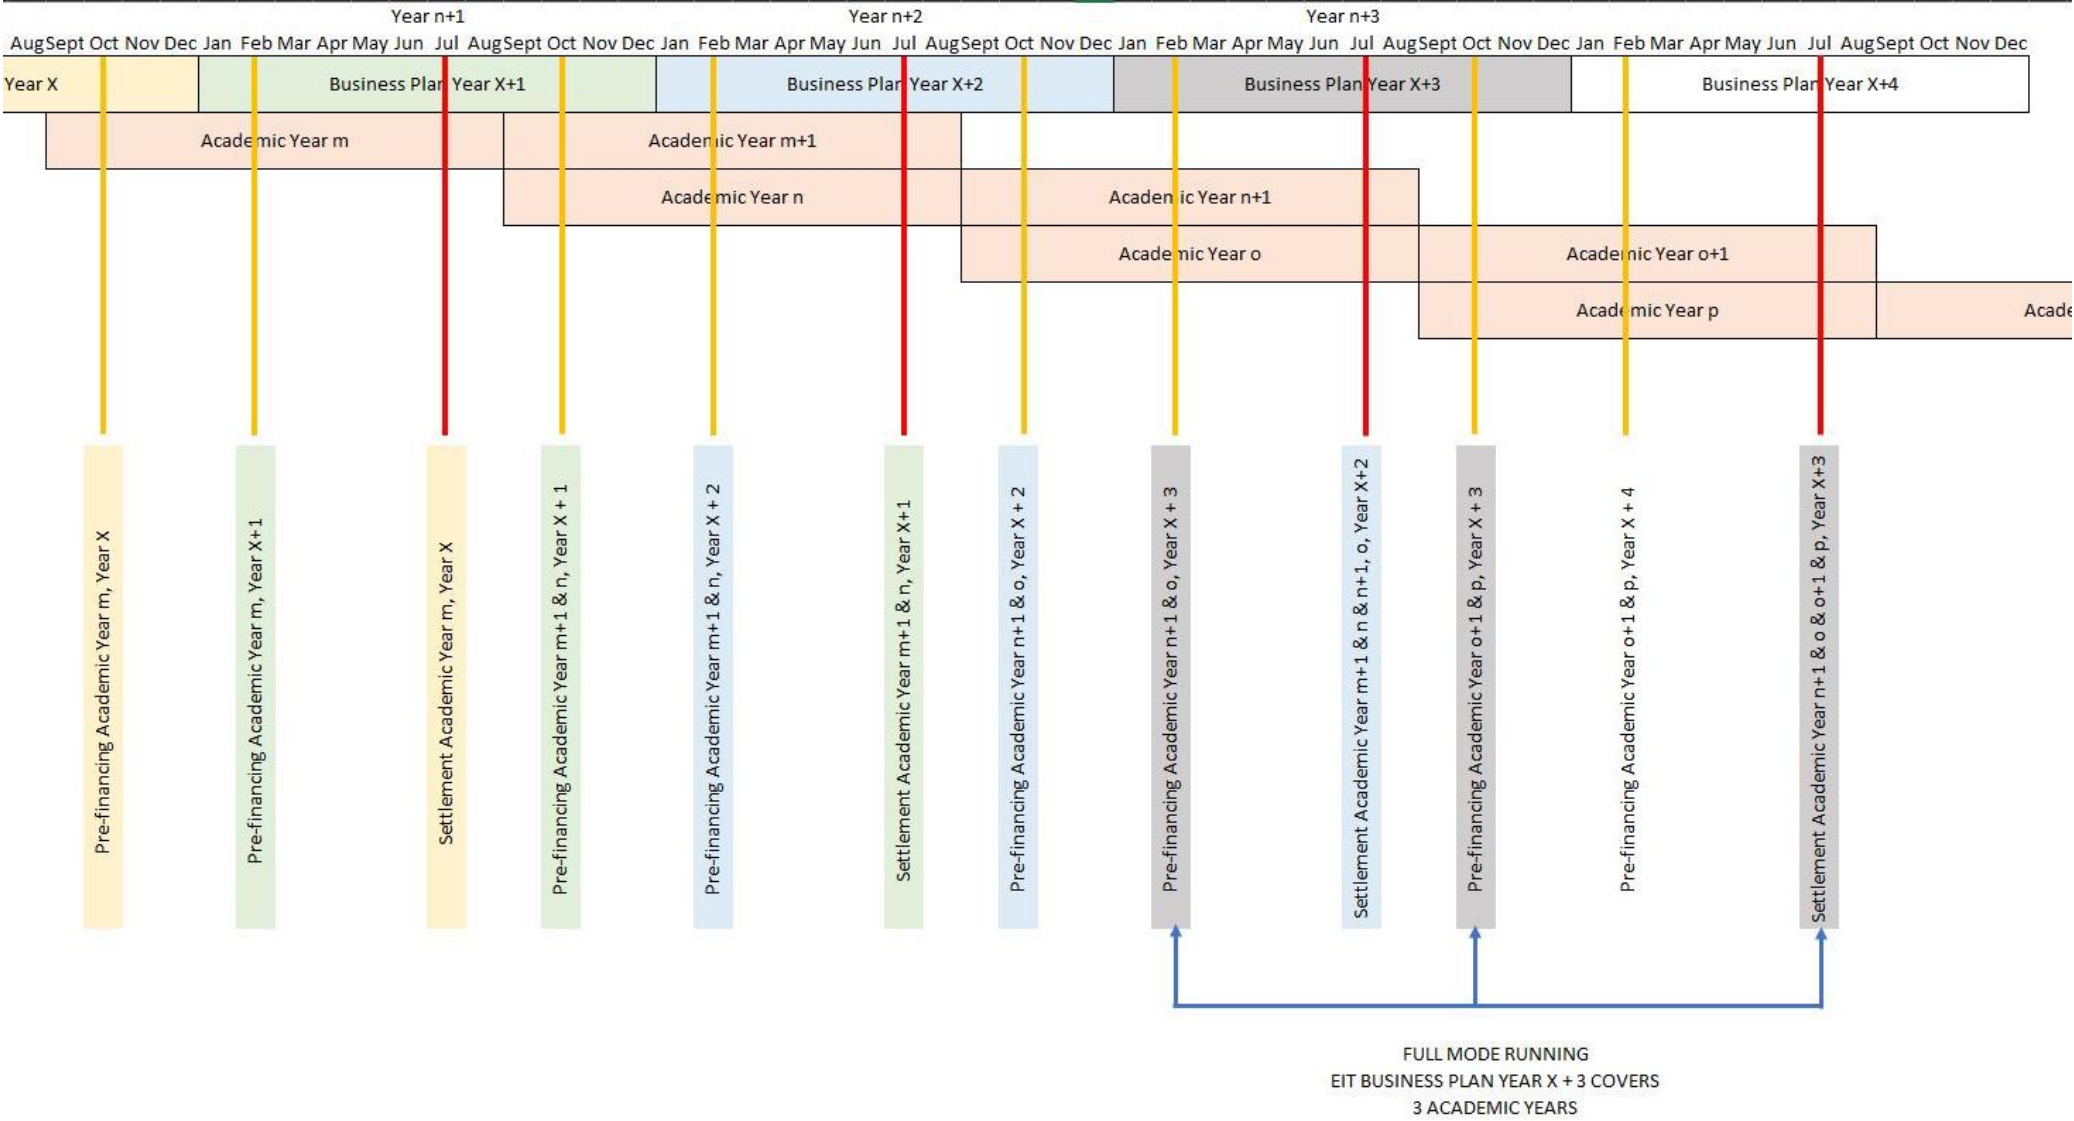 Year n+1 Year n+2 Year n+3
Aug Sept Oct Nov Dec Jan Feb Mar Apr May Jun Jul Aug Sept Oct Nov Dec Jan Feb Mar Apr May Jun Jul Aug Sept Oct Nov Dec Jan Feb Mar Apr May Jun Jul Aug Sept Oct Nov Dec Jan Feb Mar Apr May Jun Jul Aug Sept Oct Nov Dec
Year X Business Plan Year X+1 Business Plan Year X+2 Business Plan Year X+3 Business Plan Year X+4
Academic Year m Academic Year m+1
Academic Year n Academic Year n+1
Academic Year o Academic Year o+1
Academic Year p Acade
Pre-financing Academic Year m, Year X
Pre-financing Academic Year m, Year X+1
Settlement Academic Year m, Year X
Pre-financing Academic Year m+1 & n, Year X + 1
Pre-financing Academic Year m+1 & n, Year X + 2
Settlement Academic Year m+1 & n, Year X+1
Pre-financing Academic Year n+1 & o, Year X + 2
Pre-financing Academic Year n+1 & o, Year X + 3
Settlement Academic Year m+1 & n & n+1, o, Year X+2
Pre-financing Academic Year o+1 & p, Year X + 3
Pre-financing Academic Year o+1 & p, Year X + 4
Settlement Academic Year n+1 & o & o+1 & p, Year X+3
FULL MODE RUNNING
EIT BUSINESS PLAN YEAR X + 3 COVERS
3 ACADEMIC YEARS